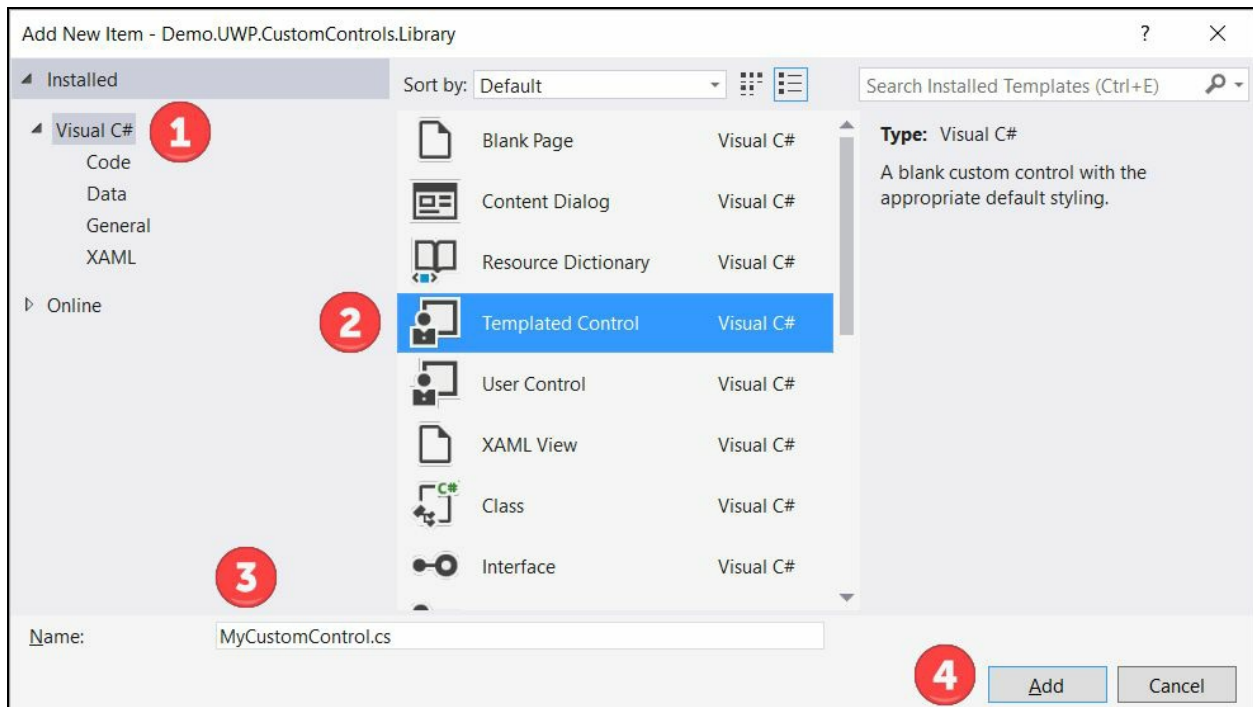 Add New Item - Demo.UWP.CustomControls.Library
?
Installed
Sort by: Default
Search Installed Templates (Ctrl+E)
Visual C#
1
Code
Data
General
XAML
Online
Blank Page Visual C#
Content Dialog Visual C#
Resource Dictionary Visual C#
2
Templated Control Visual C#
User Control Visual C#
XAML View Visual C#
C#
Class Visual C#
Interface Visual C#
Type: Visual C#
A blank custom control with the
appropriate default styling.
3
Name: MyCustomControl.cs
4
Add
Cancel